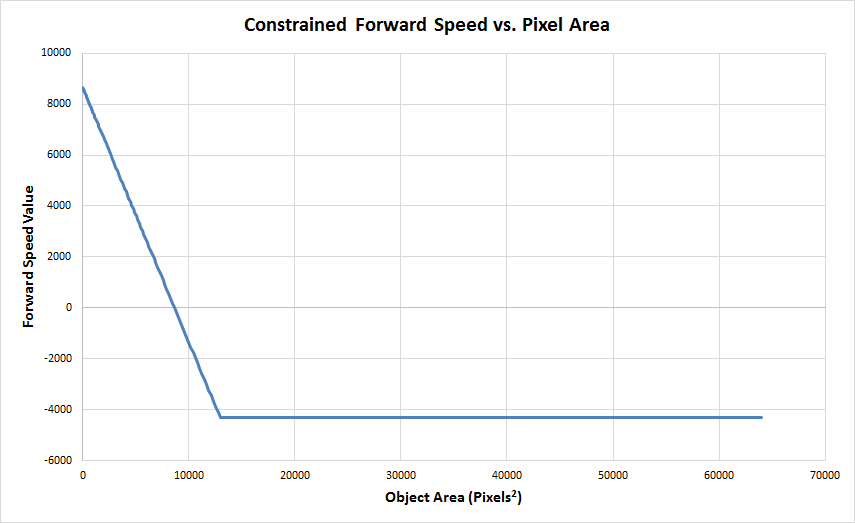 Constrained Forward Speed vs. Pixel Area
10000
8000
6000
4000
2000
0
-2000
-4000
-6000
Forward Speed Value
0 10000 20000 30000 40000 50000 60000 70000
Object Area (Pixels²)